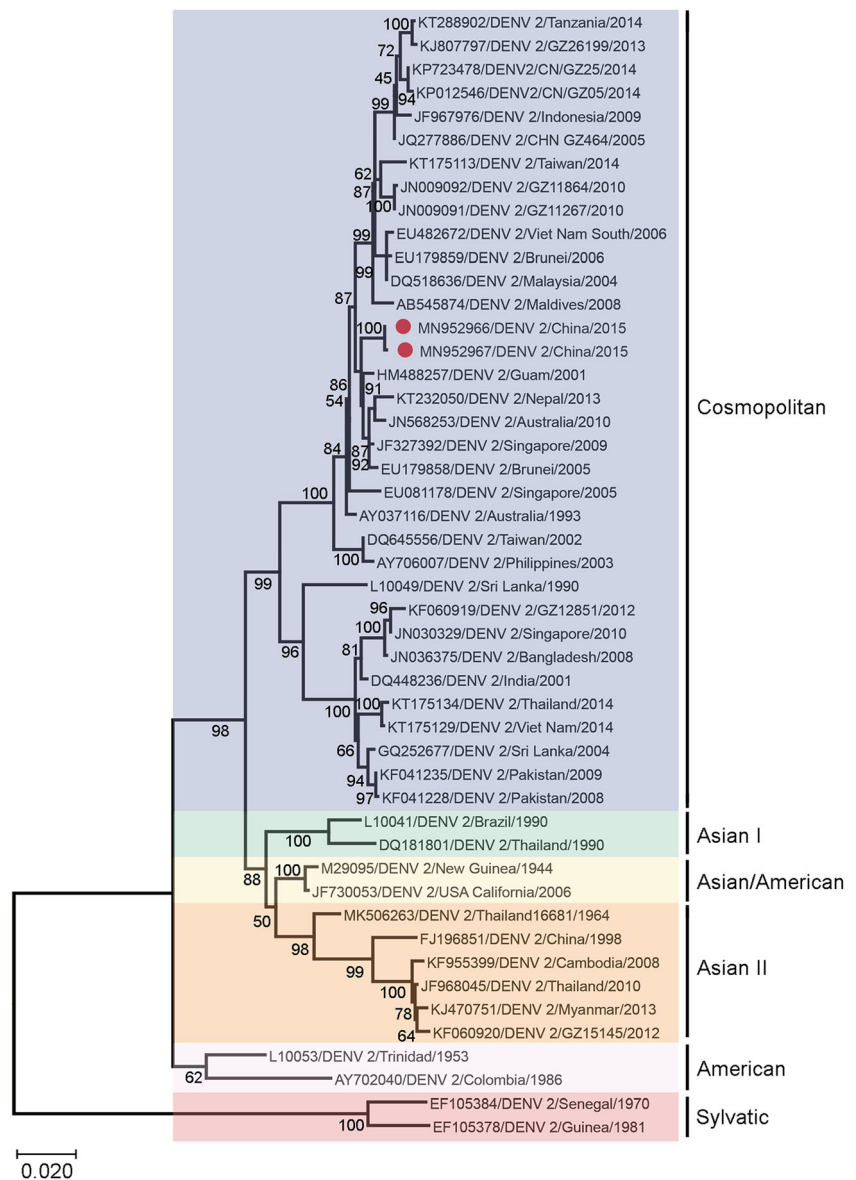 100 KT288902/DENV 2/Tanzania/2014
KJ807797/DENV 2/GZ26199/2013
72
KP723478/DENV2/CN/GZ25/2014
45
KP012546/DENV2/CN/GZ05/2014
94
99
JF967976/DENV 2/Indonesia/2009
JQ277886/DENV 2/CHN GZ464/2005
KT175113/DENV 2/Taiwan/2014
62
JN009092/DENV 2/GZ11864/2010
87
100 JN009091/DENV 2/GZ11267/2010
EU482672/DENV 2/Viet Nam South/2006
99
EU179859/DENV 2/Brunei/2006
99
DQ518636/DENV 2/Malaysia/2004
87
AB545874/DENV 2/Maldives/2008
100 MN952966/DENV 2/China/2015
MN952967/DENV 2/China/2015
HM488257/DENV 2/Guam/2001
86
91
KT232050/DENV 2/Nepal/2013
54
Cosmopolitan
JN568253/DENV 2/Australia/2010
84
JF327392/DENV 2/Singapore/2009
87
92
EU179858/DENV 2/Brunei/2005
100
EU081178/DENV 2/Singapore/2005
AY037116/DENV 2/Australia/1993
DQ645556/DENV 2/Taiwan/2002
100 AY706007/DENV 2/Philippines/2003
99
L10049/DENV 2/Sri Lanka/1990
96 KF060919/DENV 2/GZ12851/2012
100
JN030329/DENV 2/Singapore/2010
96
81
JN036375/DENV 2/Bangladesh/2008
DQ448236/DENV 2/India/2001
100 KT175134/DENV 2/Thailand/2014
100
KT175129/DENV 2/Viet Nam/2014
98
66
GQ252677/DENV 2/Sri Lanka/2004
94
KF041235/DENV 2/Pakistan/2009
97 KF041228/DENV 2/Pakistan/2008
L10041/DENV 2/Brazil/1990
Asian I
100
DQ181801/DENV 2/Thailand/1990
M29095/DENV 2/New Guinea/1944
100
88
Asian/American
JF730053/DENV 2/USA California/2006
50
MK506263/DENV 2/Thailand16681/1964
98
FJ196851/DENV 2/China/1998
99
KF955399/DENV 2/Cambodia/2008
Asian II
JF968045/DENV 2/Thailand/2010
100
KJ470751/DENV 2/Myanmar/2013
78
64 KF060920/DENV 2/GZ15145/2012
L10053/DENV 2/Trinidad/1953
American
62
AY702040/DENV 2/Colombia/1986
EF105384/DENV 2/Senegal/1970
Sylvatic
100
EF105378/DENV 2/Guinea/1981
0.020